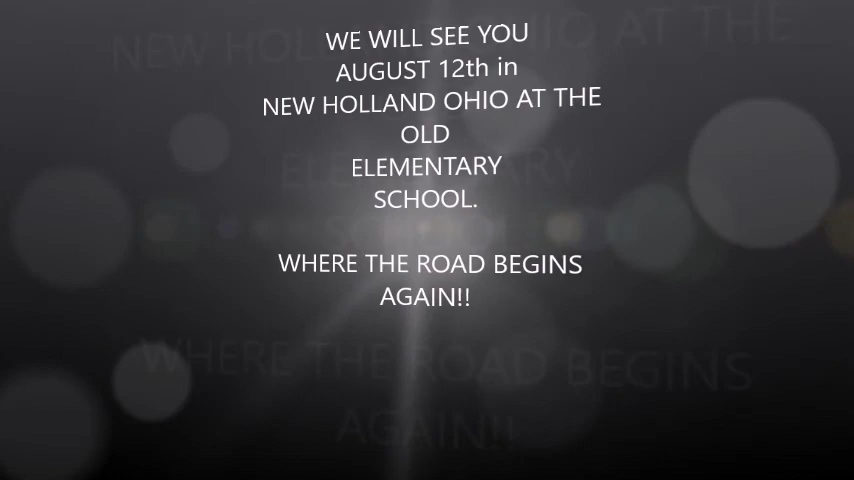 WE WILL SEE YOU
AUGUST 12th in
NEW HOLLAND OHIO AT THE
OLD
ELEMENTARY
SCHOOL.
WHERE THE ROAD BEGINS
AGAIN!!